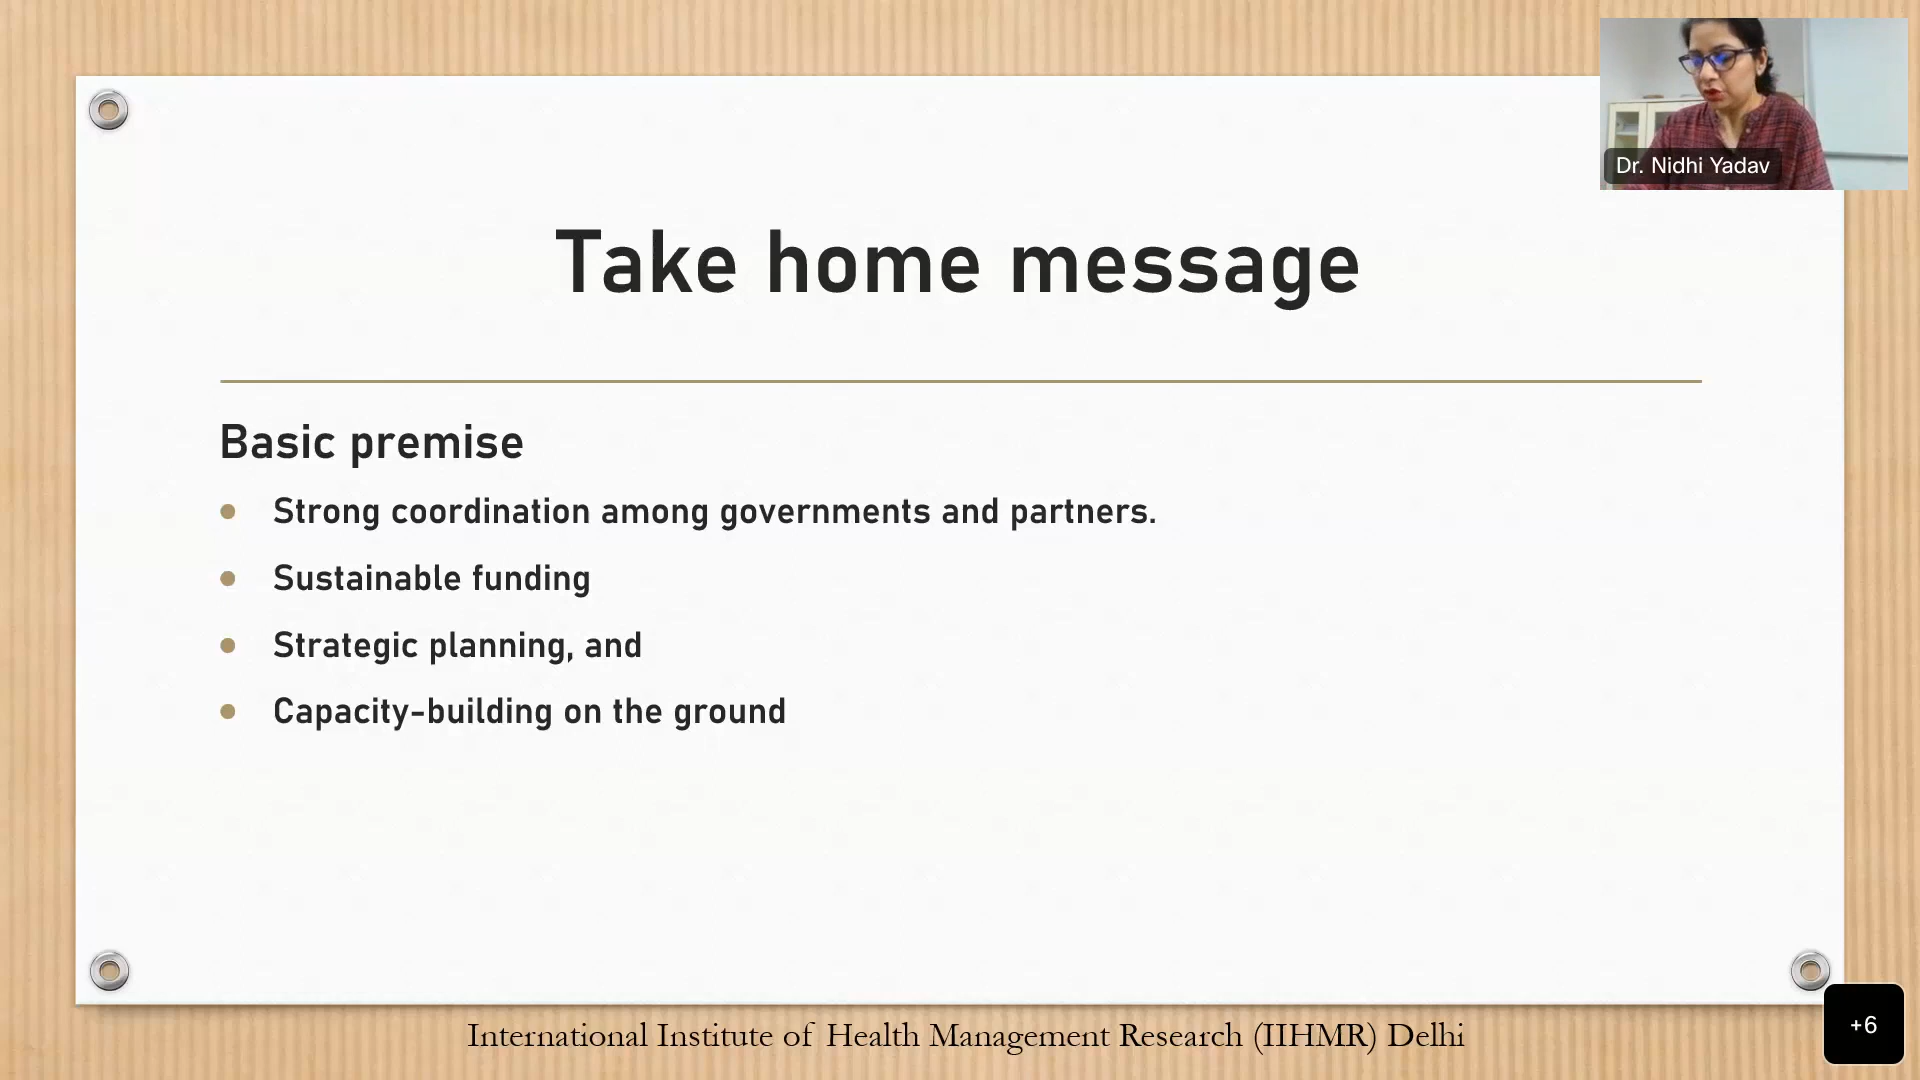 Dr. Nidhi Yadav
Take home message
Basic premise
Strong coordination among governments and partners.
Sustainable funding
Strategic planning, and
Capacity-building on the ground
International Institute of Health Management Research (IIHMR) Delhi
+6